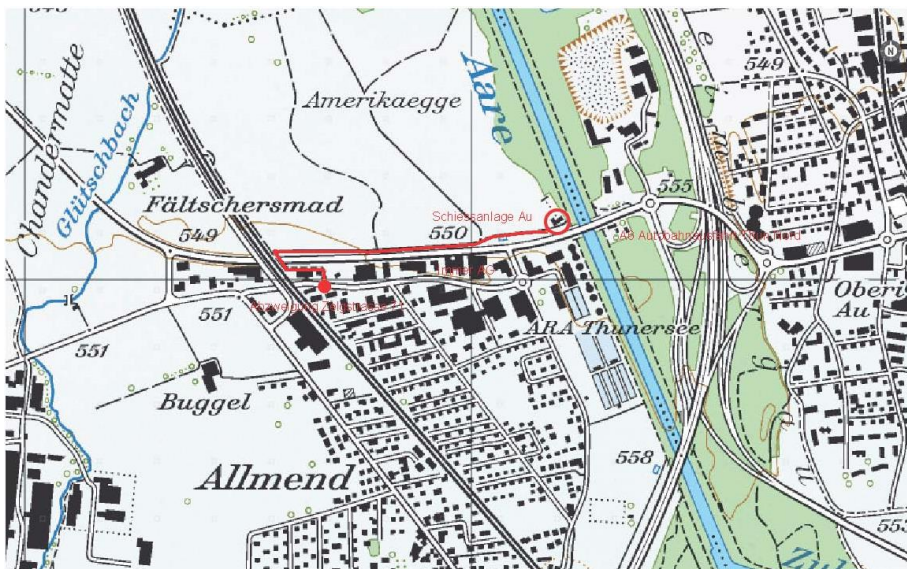 Chandermatte
Glütschbach
Amerikaegge
Aare
549
N
Fältschersmad
549
Schiessanlage Au
550
555
551
551
ARA Thunersee
Oberi
Au
Buggel
Allmend
558
Zul